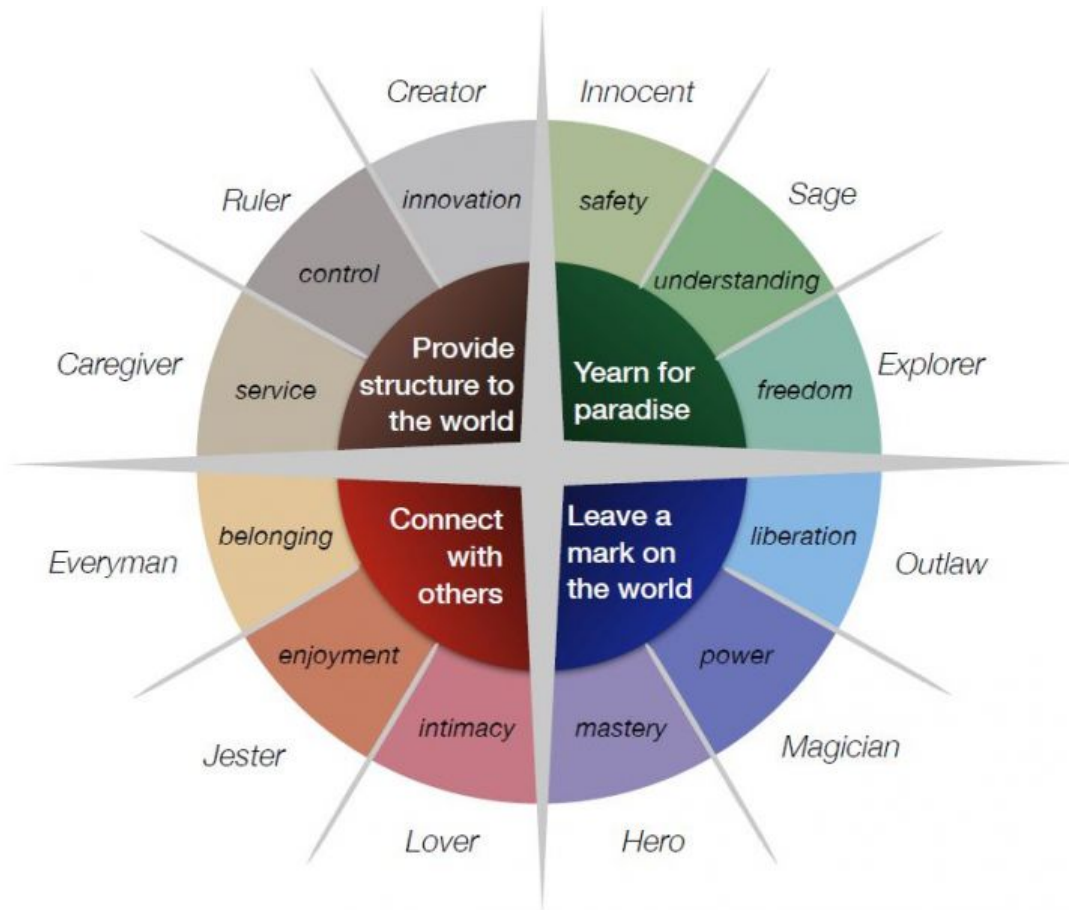 Creator
Innocent
Ruler
Sage
innovation
safety
control
understanding
Caregiver
Explorer
service
freedom
Provide
structure to
the world
Yearn for
paradise
Everyman
Outlaw
belonging
liberation
Connect
with
others
Leave a
mark on
the world
enjoyment
power
Jester
Magician
intimacy
mastery
Lover
Hero